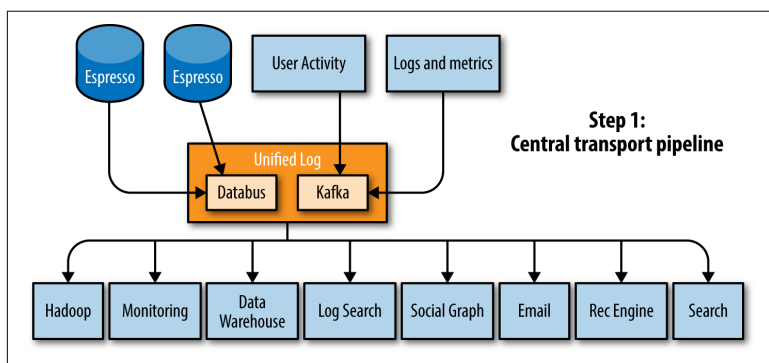 Espresso
Espresso
User Activity
Logs and metrics
Step 1:
Central transport pipeline
Unified Log
Databus
Kafka
Hadoop
Monitoring
Data
Warehouse
Log Search
Social Graph
Email
Rec Engine
Search